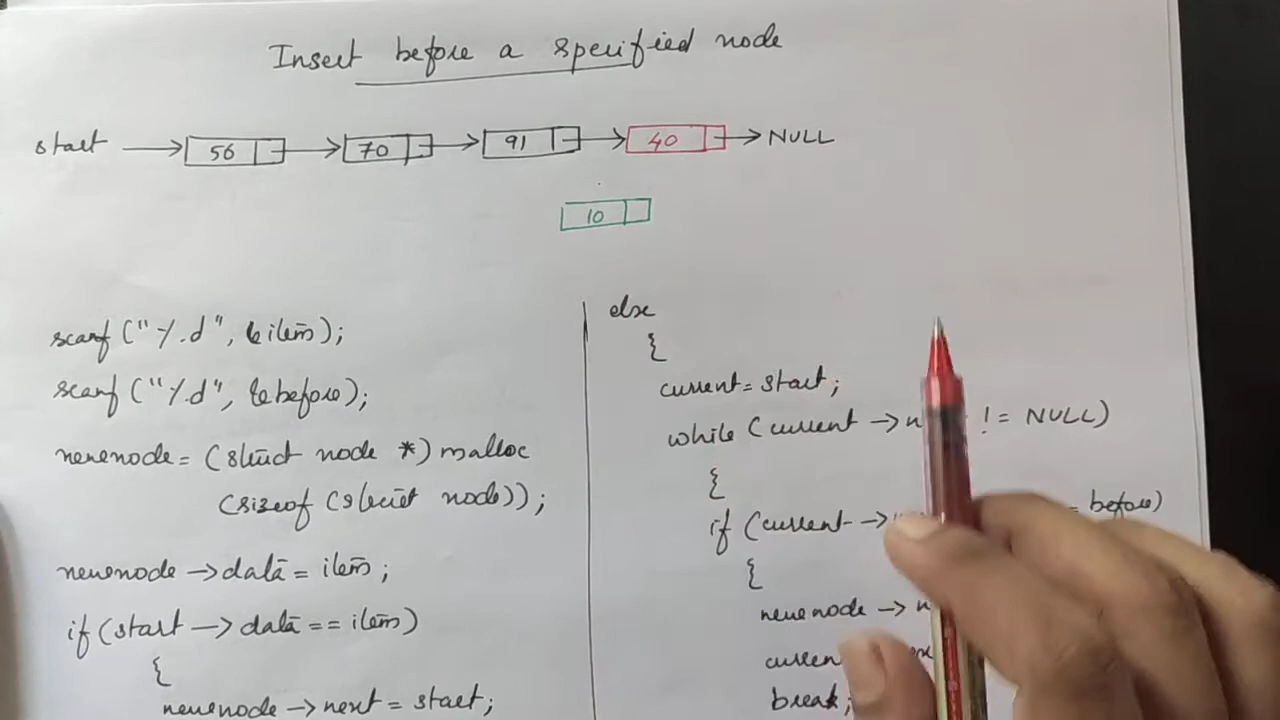 Insert before a specified node
start 56 70 91 40 NULL
10
scanf ("%d", &item);
scanf ("%d", &before);
newnode = (struct node *) malloc
(sizeof (struct node));
newnode → data = item;
if (start → data == item)
{
newnode → next = start;
else
{
current = start;
while (current → != NULL)
{
if (current → = before)
{
newnode →
break;